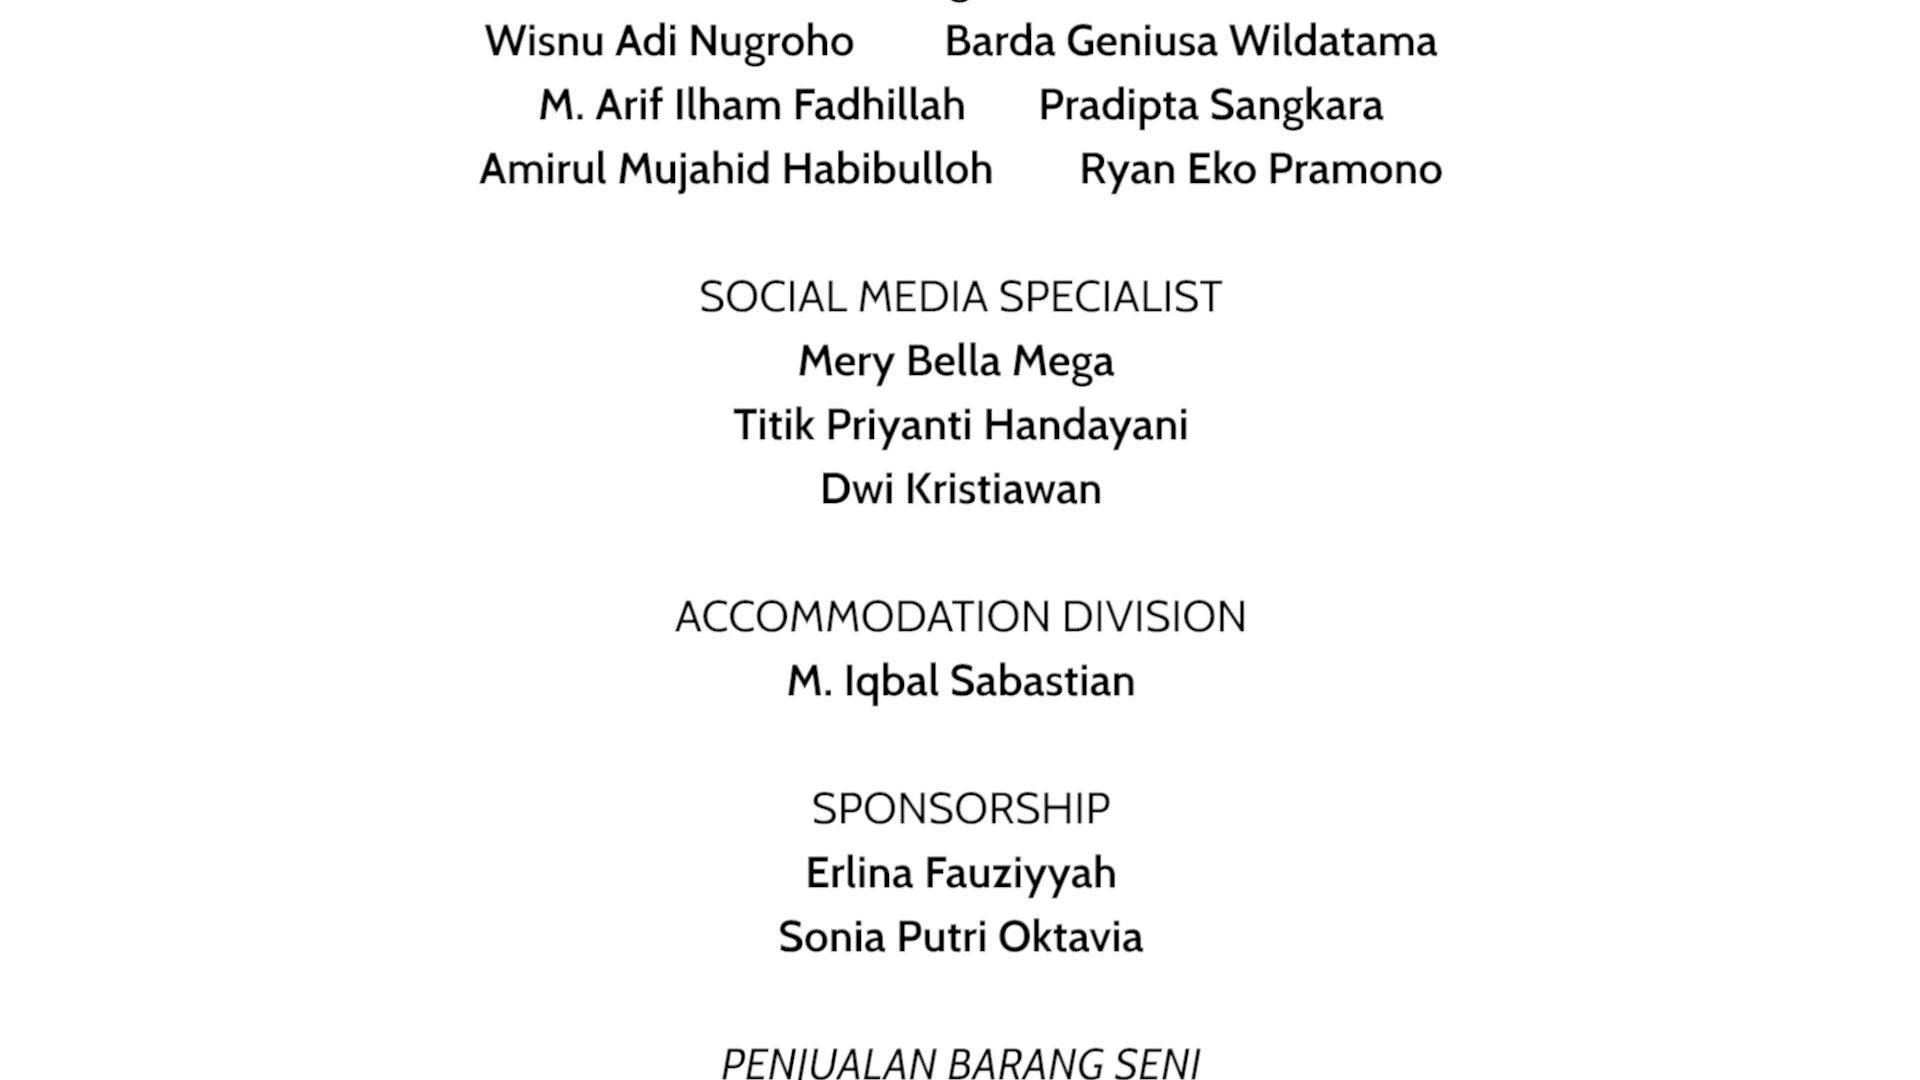 Wisnu Adi Nugroho Barda Geniusa Wildatama
M. Arif Ilham Fadhillah Pradipta Sangkara
Amirul Mujahid Habibulloh Ryan Eko Pramono
SOCIAL MEDIA SPECIALIST
Mery Bella Mega
Titik Priyanti Handayani
Dwi Kristiawan
ACCOMMODATION DIVISION
M. Iqbal Sabastian
SPONSORSHIP
Erlina Fauziyyah
Sonia Putri Oktavia
PENJUALAN BARANG SENI